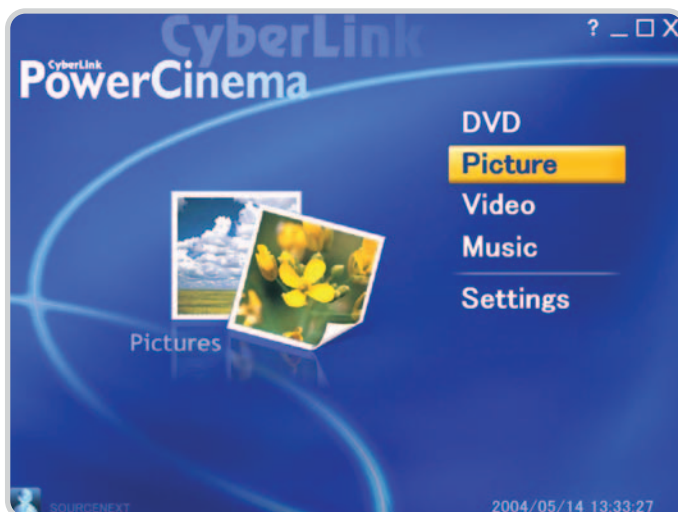 CyberLink
? _ □ X
CyberLink
PowerCinema
DVD
Picture
Video
Music
Settings
Pictures
SOURCENEXT
2004/05/14 13:33:27